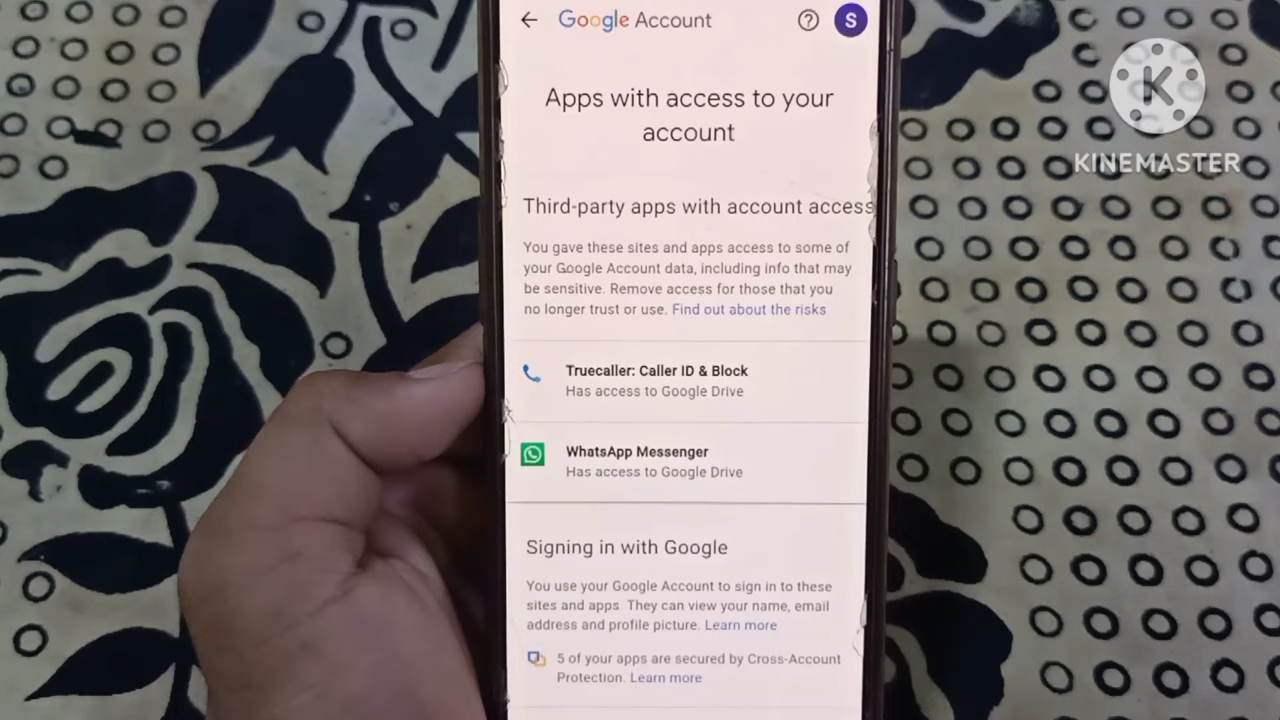 Google Account
S
K
KINEMASTER
Apps with access to your
account
Third-party apps with account access
You gave these sites and apps access to some of
your Google Account data, including info that may
be sensitive. Remove access for those that you
no longer trust or use. Find out about the risks
Truecaller: Caller ID & Block
Has access to Google Drive
WhatsApp Messenger
Has access to Google Drive
Signing in with Google
You use your Google Account to sign in to these
sites and apps. They can view your name, email
address and profile picture. Learn more
5 of your apps are secured by Cross-Account
Protection. Learn more